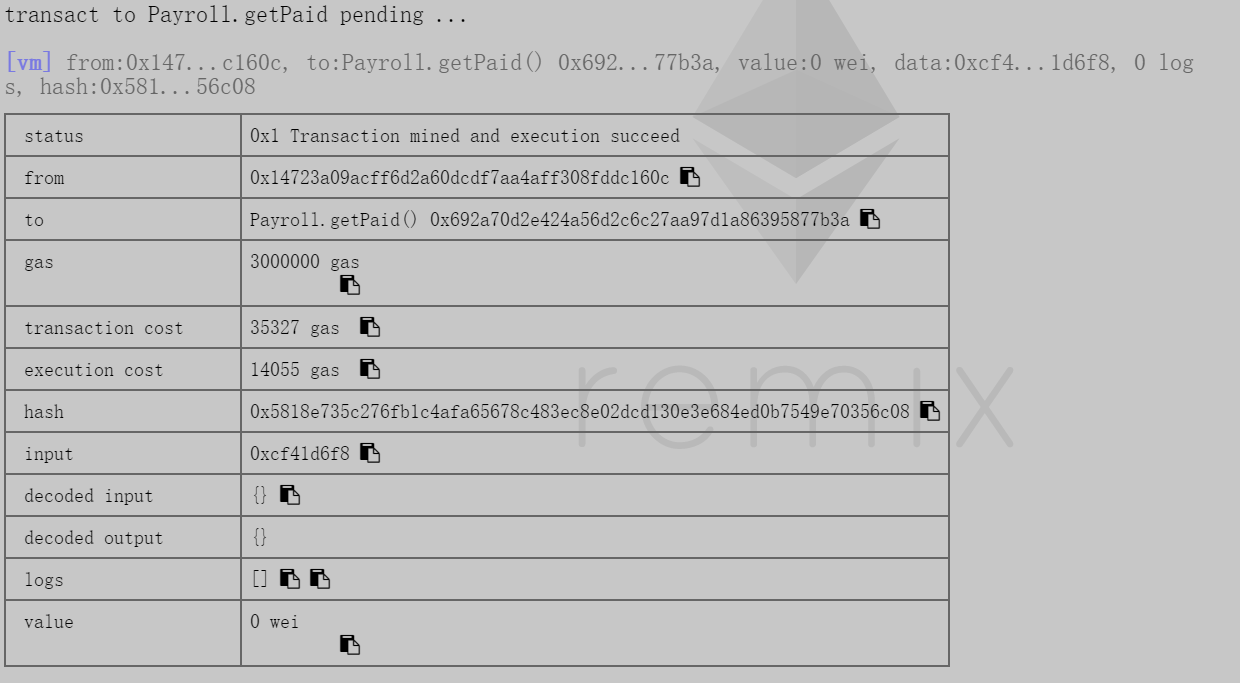 transact to Payroll.getPaid pending ...
[vm] from:0x147...c160c, to:Payroll.getPaid() 0x692...77b3a, value:0 wei, data:0xcf4...1d6f8, 0 log
s, hash:0x581...56c08
status 0x1 Transaction mined and execution succeed
from 0x14723a09acff6d2a60dcdf7aa4aff308fddc160c
to Payroll.getPaid() 0x692a70d2e424a56d2c6c27aa97d1a86395877b3a
gas 3000000 gas
transaction cost 35327 gas
execution cost 14055 gas
hash 0x5818e735c276fb1c4afa65678c483ec8e02dcd130e3e684ed0b7549e70356c08
input 0xcf41d6f8
decoded input {}
decoded output {}
logs []
value 0 wei
remix